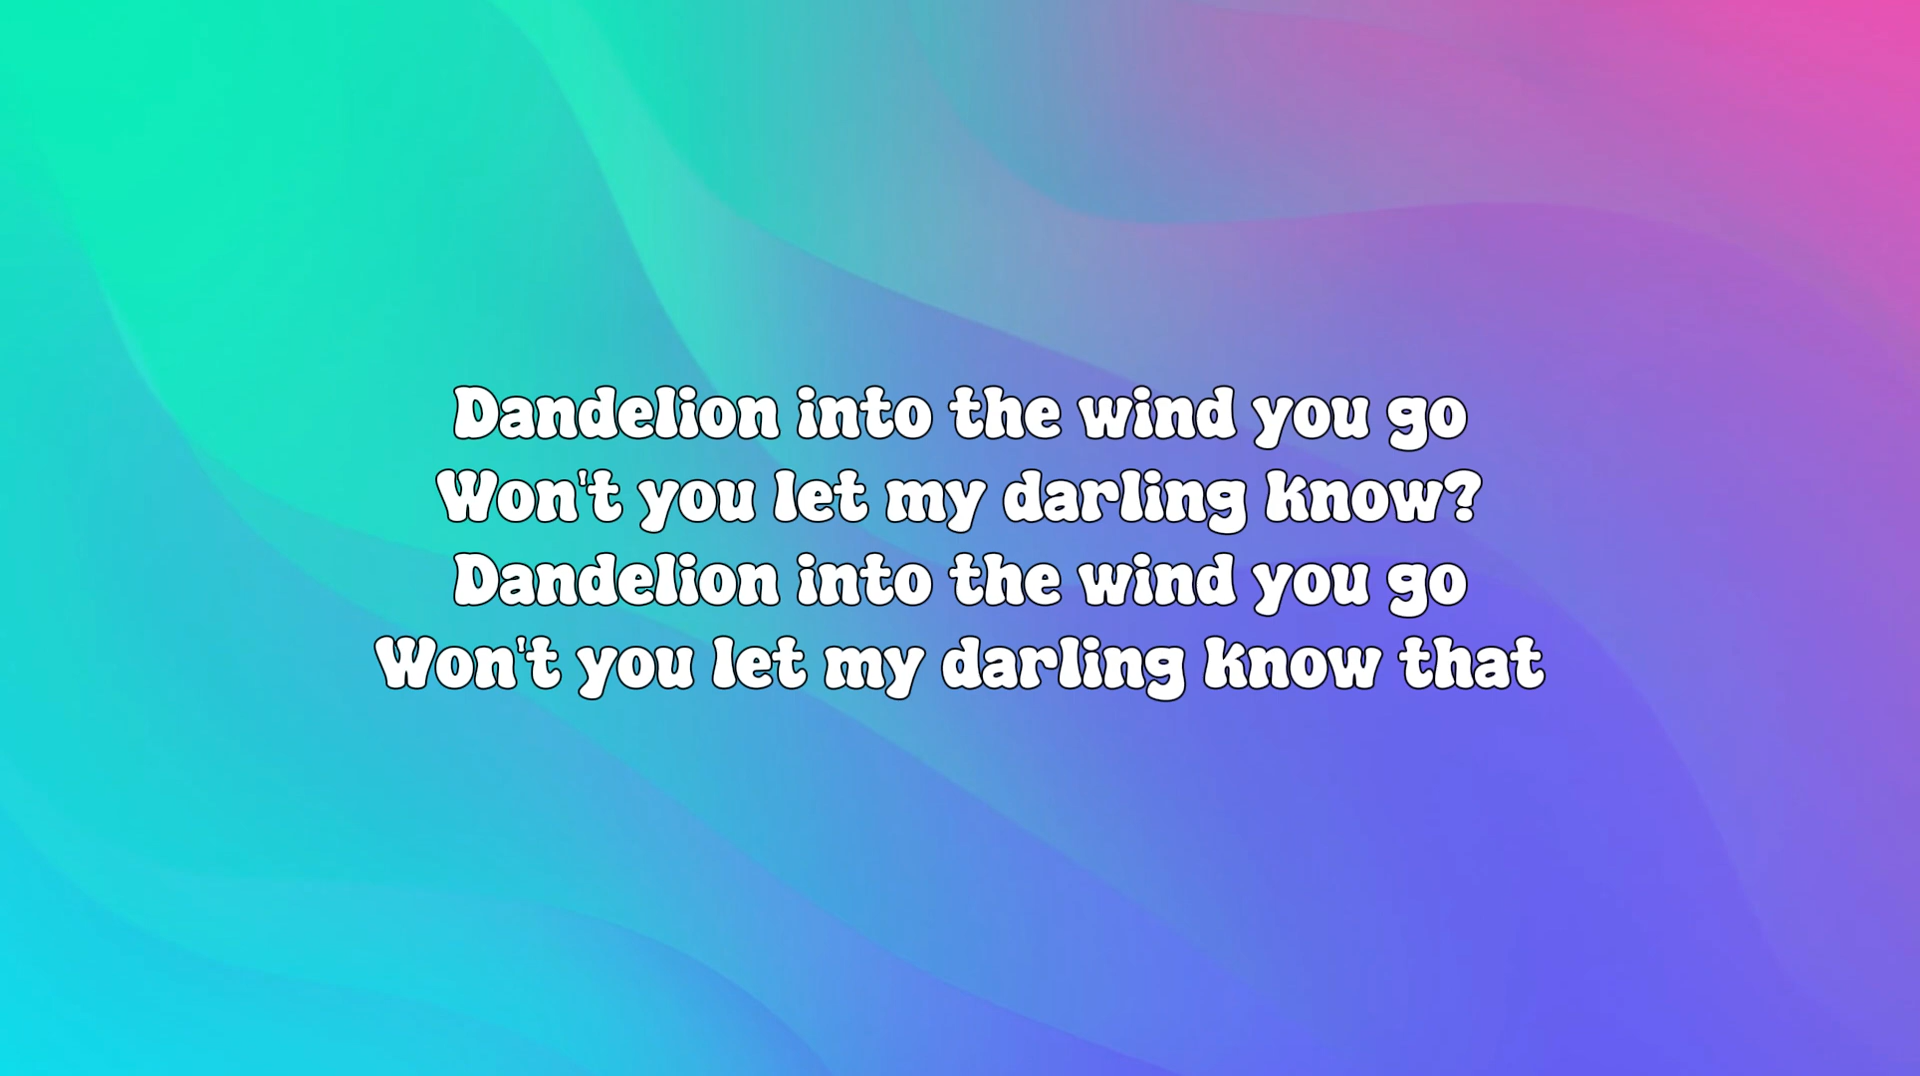 Dandelion into the wind you go
Won't you let my darling know?
Dandelion into the wind you go
Won't you let my darling know that